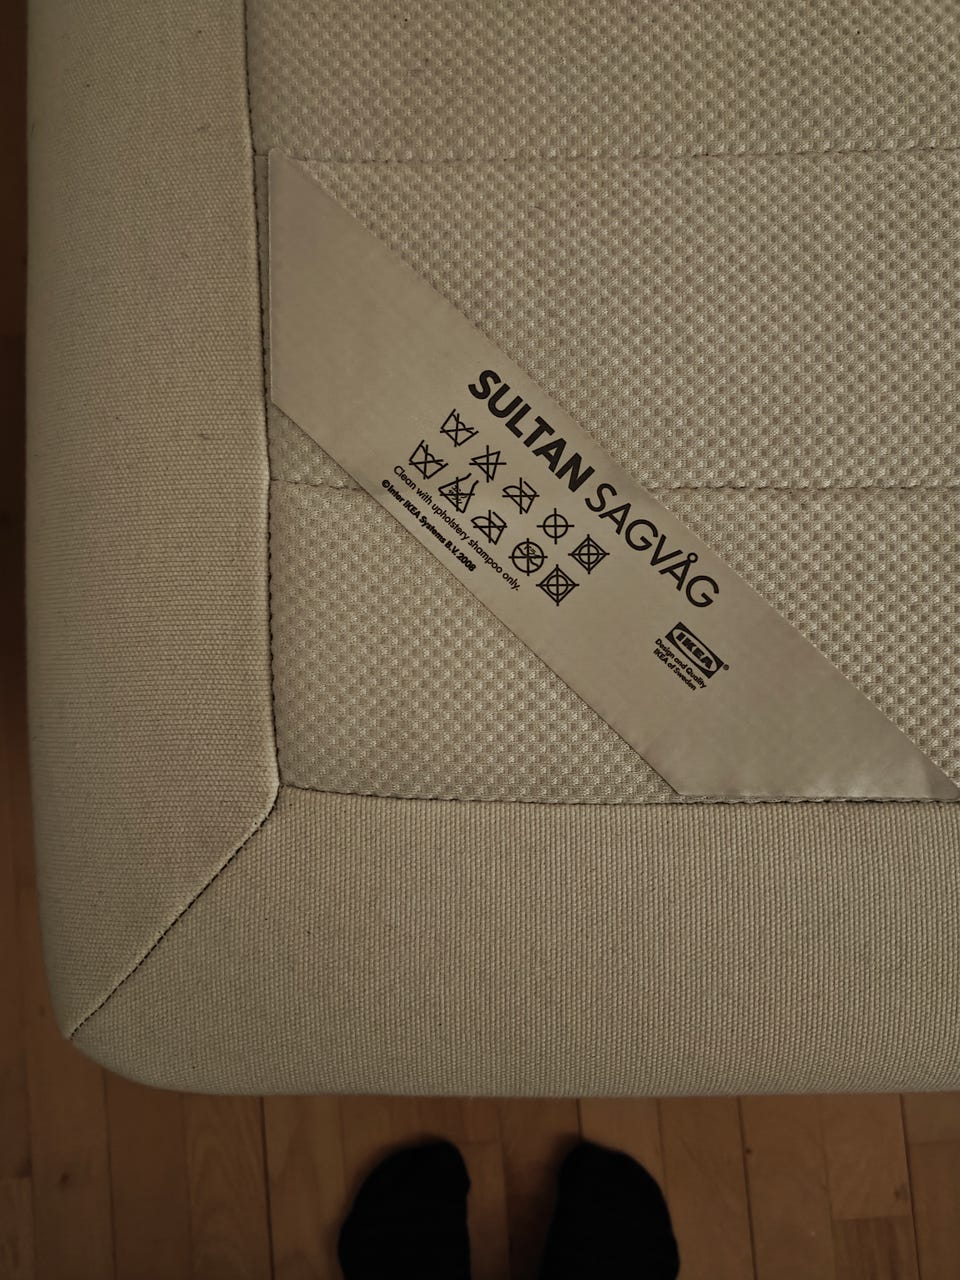 SULTAN SAGVÅG
Clean with upholstery shampoo only.
©Inter IKEA Systems B.V. 2008
IKEA®
Design and Quality
IKEA of Sweden